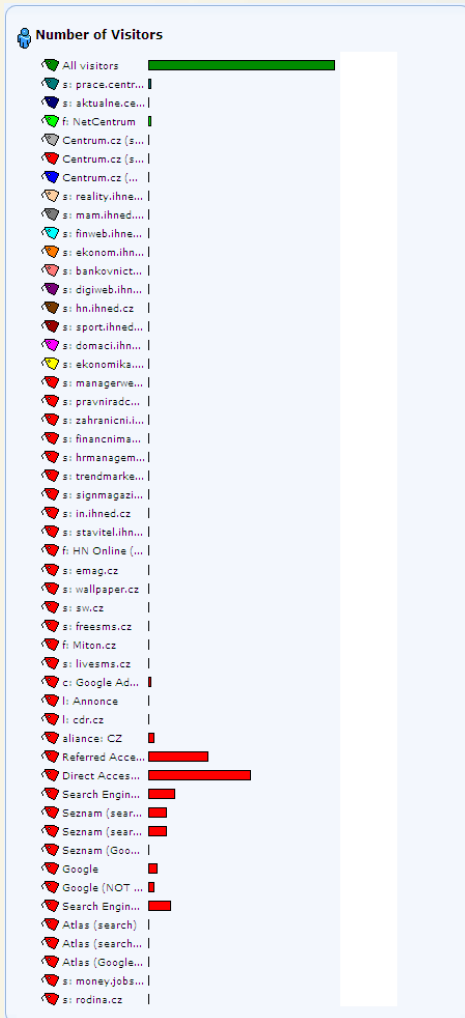 Number of Visitors
All visitors
s: prace.centr...
s: aktualne.ce...
f: NetCentrum
Centrum.cz (s...
Centrum.cz (s...
Centrum.cz (...
s: reality.ihne...
s: mam.ihned....
s: finweb.ihne...
s: ekonom.ihn...
s: bankovnict...
s: digiweb.ihn...
s: hn.ihned.cz
s: sport.ihned...
s: domaci.ihn...
s: ekonomika....
s: managerwe...
s: pravniradc...
s: zahranicni.i...
s: financnima...
s: hrmanagem...
s: trendmarke...
s: signmagazi...
s: in.ihned.cz
s: stavitel.ihn...
f: HN Online (...
s: emag.cz
s: wallpaper.cz
s: sw.cz
s: freesms.cz
f: Miton.cz
s: livesms.cz
c: Google Ad...
l: Annonce
l: cdr.cz
aliance: CZ
Referred Acce...
Direct Acces...
Search Engin...
Seznam (sear...
Seznam (sear...
Seznam (Goo...
Google
Google (NOT ...
Search Engin...
Atlas (search)
Atlas (search...
Atlas (Google...
s: money.jobs...
s: rodina.cz